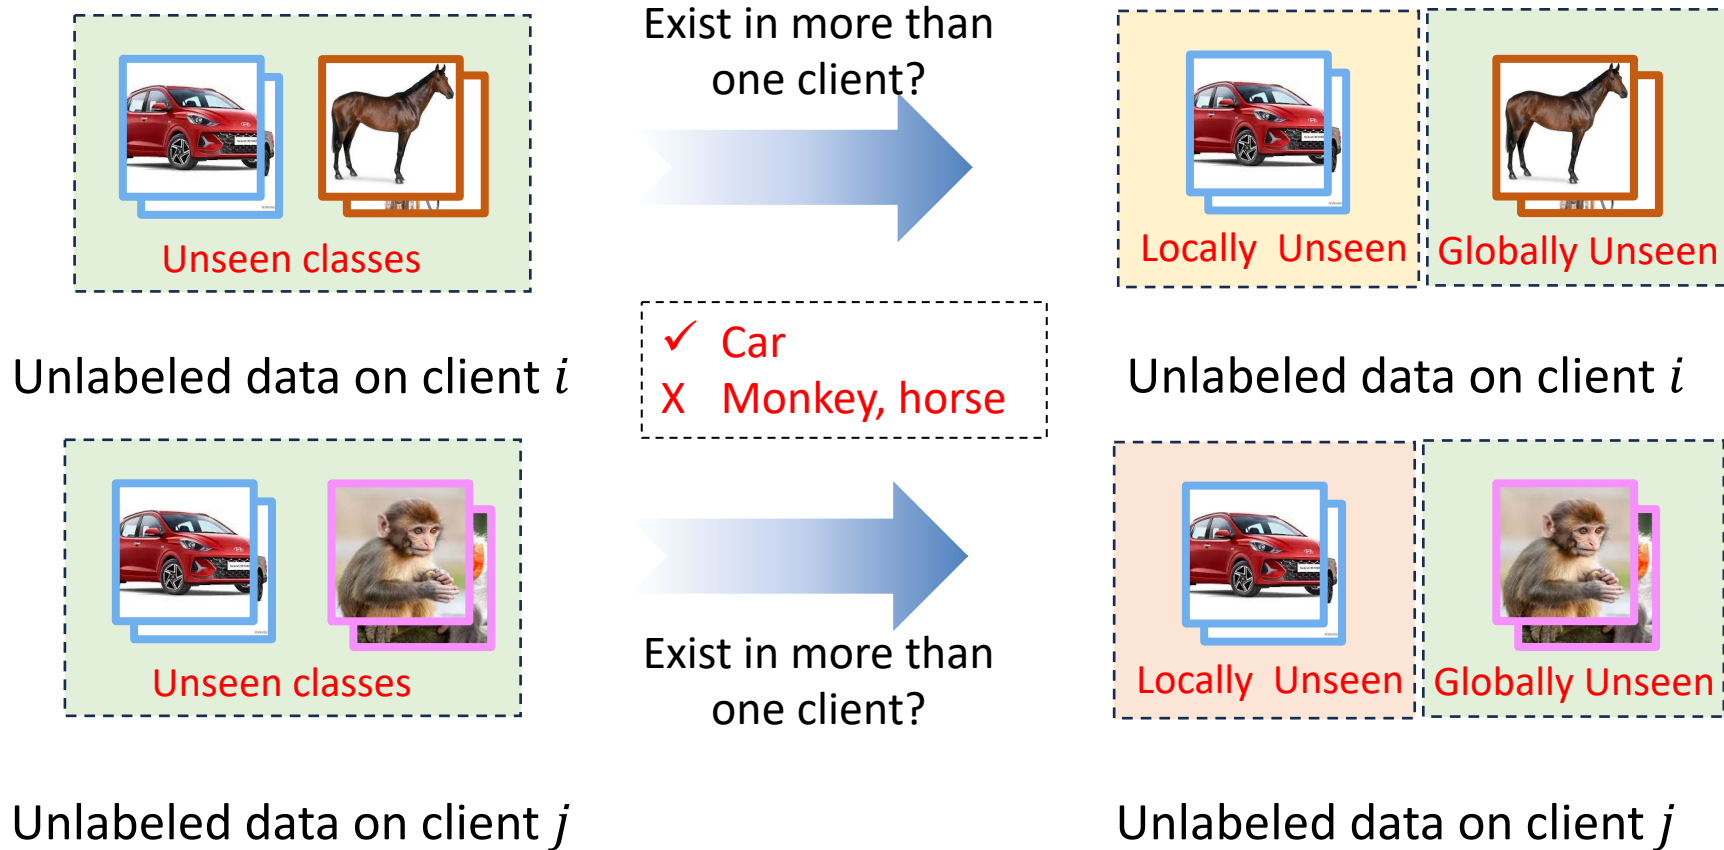 Exist in more than
one client?
Unseen classes
Locally Unseen
Globally Unseen
✓ Car
X Monkey, horse
Unlabeled data on client i
Unlabeled data on client i
Unseen classes
Exist in more than
one client?
Locally Unseen
Globally Unseen
Unlabeled data on client j
Unlabeled data on client j